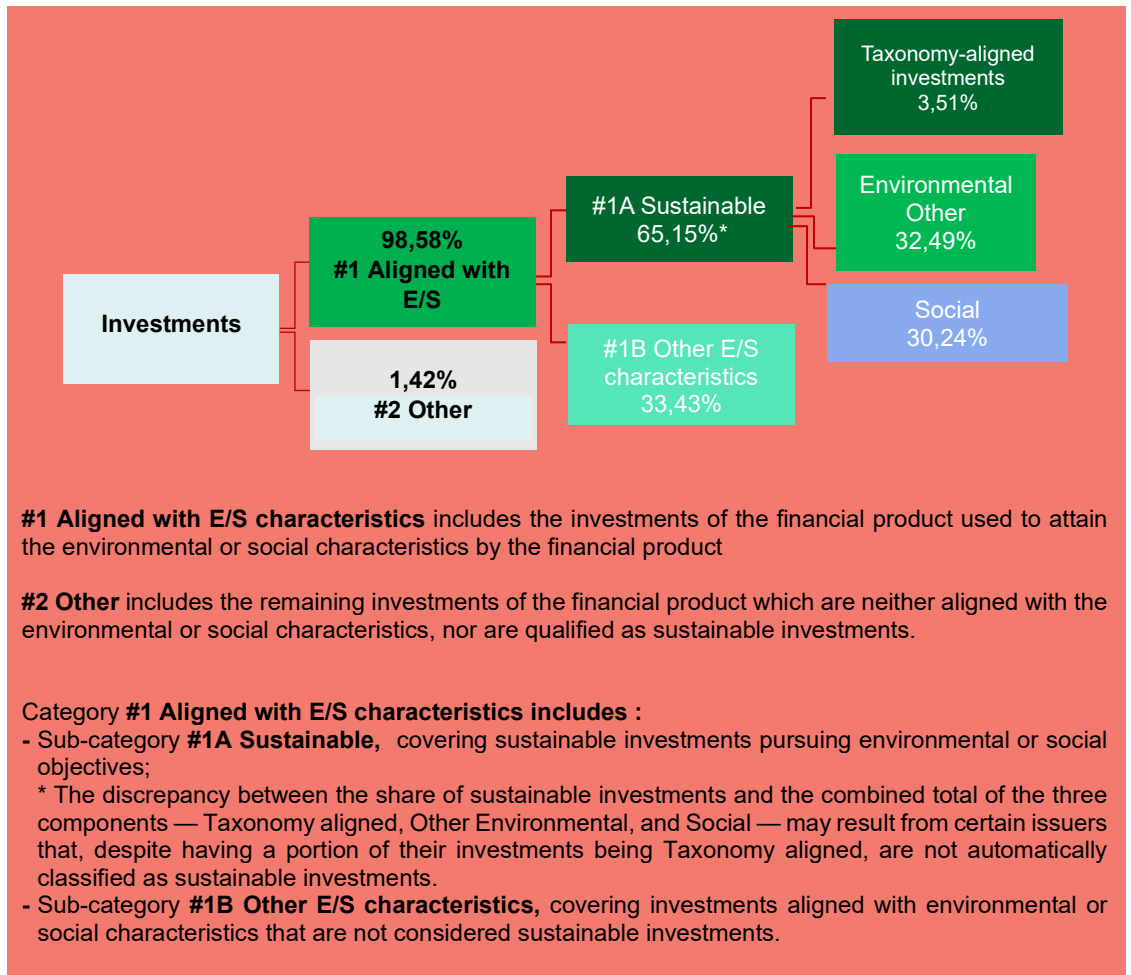 Taxonomy-aligned
investments
3,51%
Environmental
Other
32,49%
#1A Sustainable
65,15%*
98,58%
#1 Aligned with
E/S
Investments
Social
30,24%
#1B Other E/S
characteristics
33,43%
1,42%
#2 Other
#1 Aligned with E/S characteristics includes the investments of the financial product used to attain
the environmental or social characteristics by the financial product
#2 Other includes the remaining investments of the financial product which are neither aligned with the
environmental or social characteristics, nor are qualified as sustainable investments.
Category #1 Aligned with E/S characteristics includes :
- Sub-category #1A Sustainable, covering sustainable investments pursuing environmental or social
objectives;
* The discrepancy between the share of sustainable investments and the combined total of the three
components — Taxonomy aligned, Other Environmental, and Social — may result from certain issuers
that, despite having a portion of their investments being Taxonomy aligned, are not automatically
classified as sustainable investments.
- Sub-category #1B Other E/S characteristics, covering investments aligned with environmental or
social characteristics that are not considered sustainable investments.